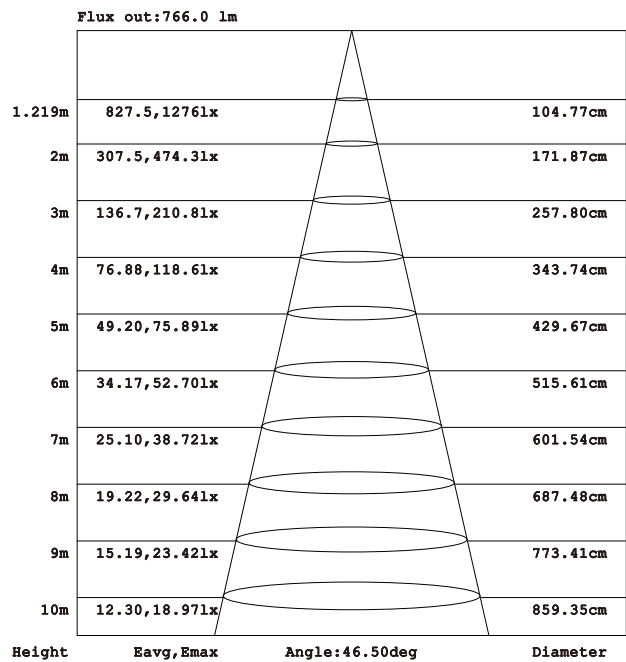 Flux out:766.0 lm
1.219m 827.5,1276lx 104.77cm
2m 307.5,474.3lx 171.87cm
3m 136.7,210.8lx 257.80cm
4m 76.88,118.6lx 343.74cm
5m 49.20,75.89lx 429.67cm
6m 34.17,52.70lx 515.61cm
7m 25.10,38.72lx 601.54cm
8m 19.22,29.64lx 687.48cm
9m 15.19,23.42lx 773.41cm
10m 12.30,18.97lx 859.35cm
Height Eavg,Emax Angle:46.50deg Diameter